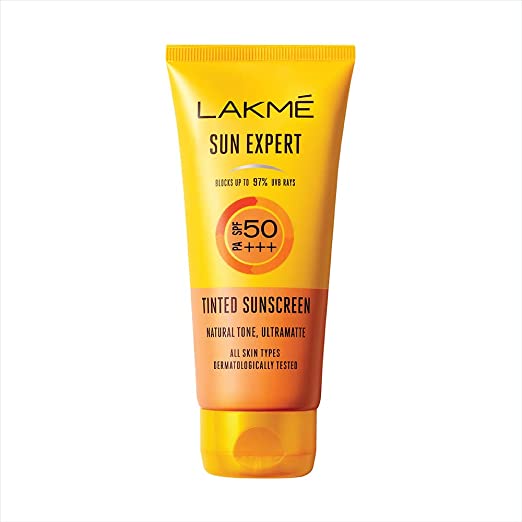 LAKMÉ
SUN EXPERT
BLOCKS UP TO 97% UVB RAYS
PA SPF 50
+++
TINTED SUNSCREEN
NATURAL TONE, ULTRAMATTE
ALL SKIN TYPES
DERMATOLOGICALLY TESTED